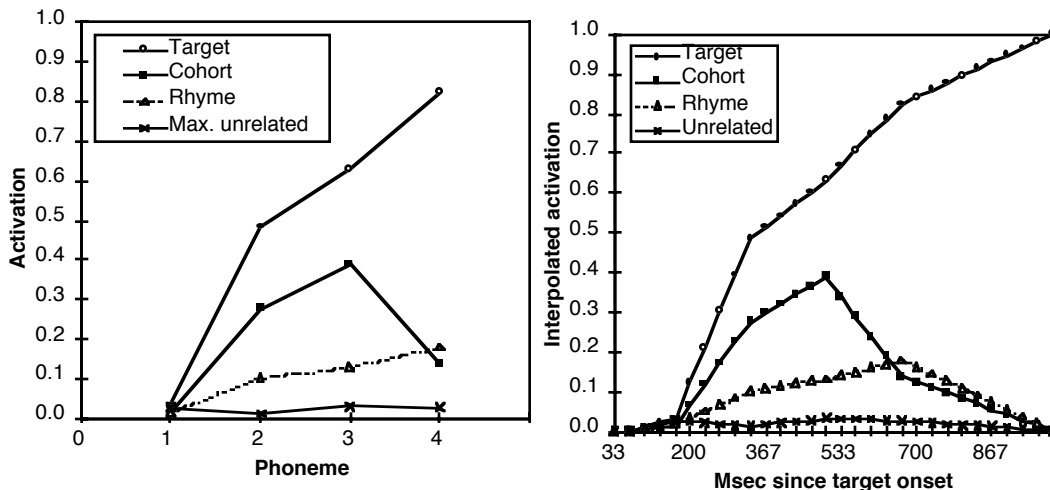 1.0
0.9
0.8
0.7
0.6
0.5
0.4
0.3
0.2
0.1
0.0
Activation
Target
Cohort
Rhyme
Max. unrelated
0 1 2 3 4
Phoneme
1.0
0.9
0.8
0.7
0.6
0.5
0.4
0.3
0.2
0.1
0.0
Interpolated activation
Target
Cohort
Rhyme
Unrelated
33 200 367 533 700 867
Msec since target onset